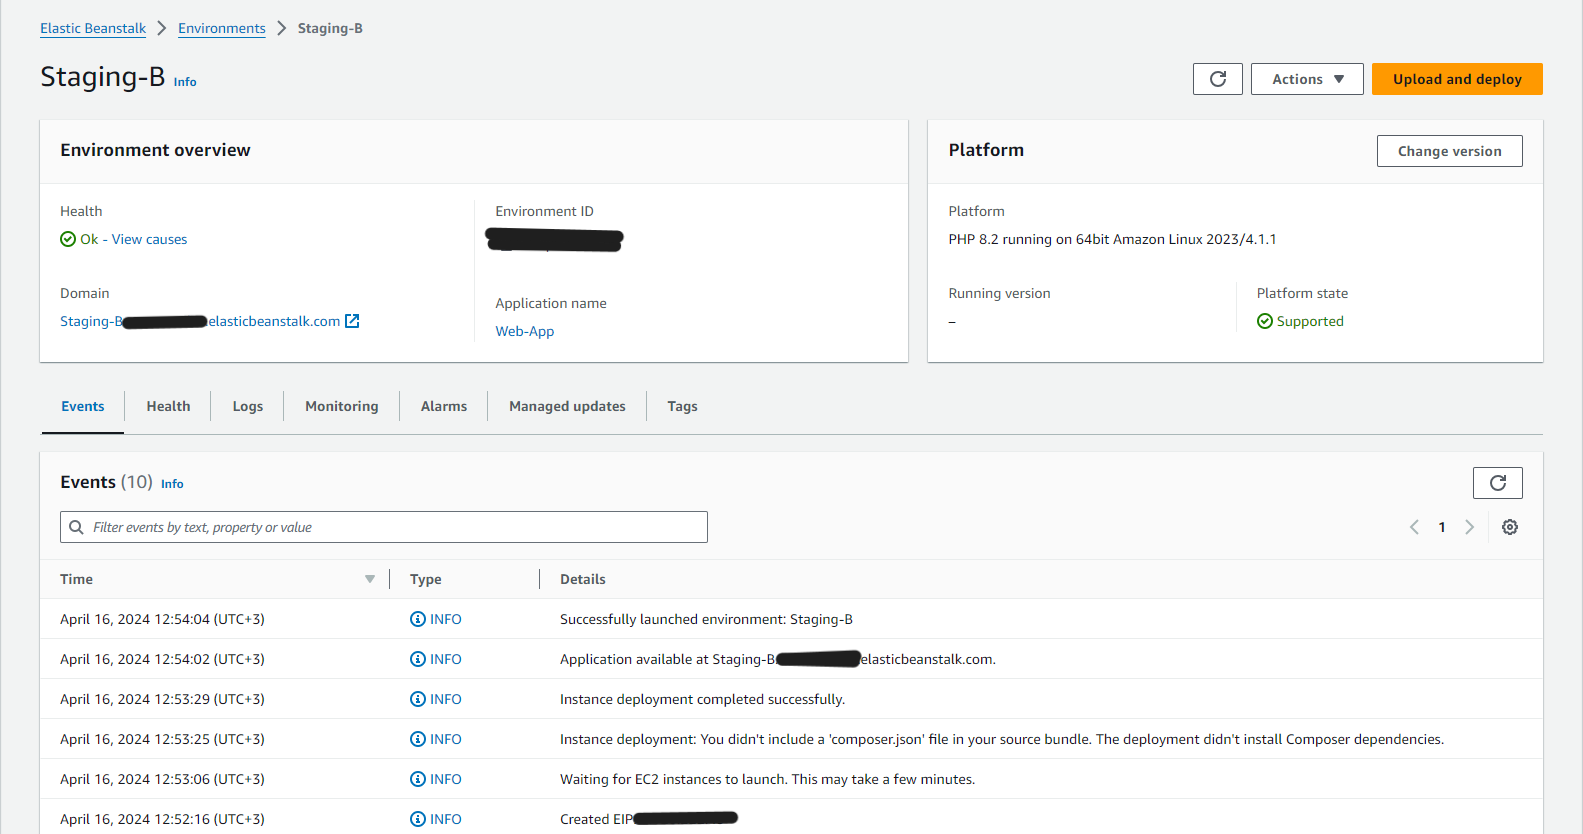 Elastic Beanstalk > Environments > Staging-B
Staging-B Info
Actions Upload and deploy
Environment overview
Health
Ok - View causes
Domain
Staging-B elasticbeanstalk.com
Environment ID
Application name
Web-App
Platform
Change version
Platform
PHP 8.2 running on 64bit Amazon Linux 2023/4.1.1
Running version
–
Platform state
Supported
Events Health Logs Monitoring Alarms Managed updates Tags
Events (10) Info
Filter events by text, property or value
1
Time Type Details
April 16, 2024 12:54:04 (UTC+3) INFO Successfully launched environment: Staging-B
April 16, 2024 12:54:02 (UTC+3) INFO Application available at Staging-B elasticbeanstalk.com.
April 16, 2024 12:53:29 (UTC+3) INFO Instance deployment completed successfully.
April 16, 2024 12:53:25 (UTC+3) INFO Instance deployment: You didn't include a 'composer.json' file in your source bundle. The deployment didn't install Composer dependencies.
April 16, 2024 12:53:06 (UTC+3) INFO Waiting for EC2 instances to launch. This may take a few minutes.
April 16, 2024 12:52:16 (UTC+3) INFO Created EIP